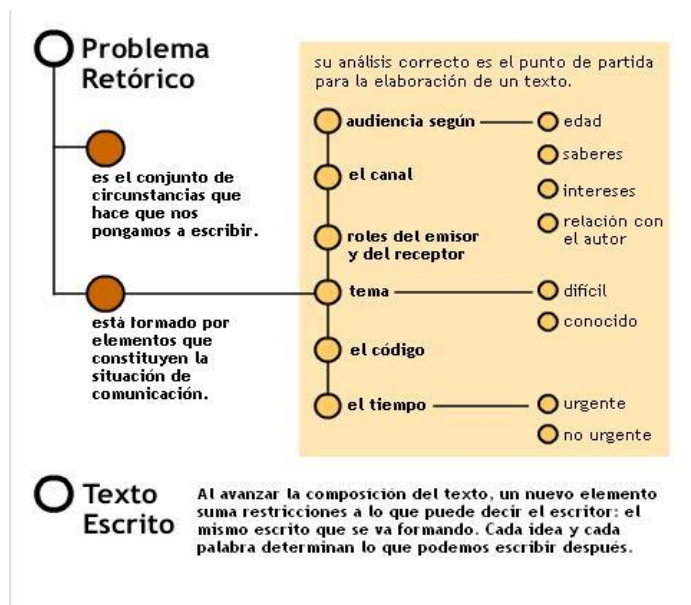 Problema
Retórico
es el conjunto de
circunstancias que
hace que nos
pongamos a escribir.
está formado por
elementos que
constituyen la
situación de
comunicación.
su análisis correcto es el punto de partida
para la elaboración de un texto.
audiencia según
edad
saberes
intereses
relación con
el autor
el canal
roles del emisor
y del receptor
tema
difícil
conocido
el código
el tiempo
urgente
no urgente
Texto
Escrito
Al avanzar la composición del texto, un nuevo elemento
suma restricciones a lo que puede decir el escritor: el
mismo escrito que se va formando. Cada idea y cada
palabra determinan lo que podemos escribir después.